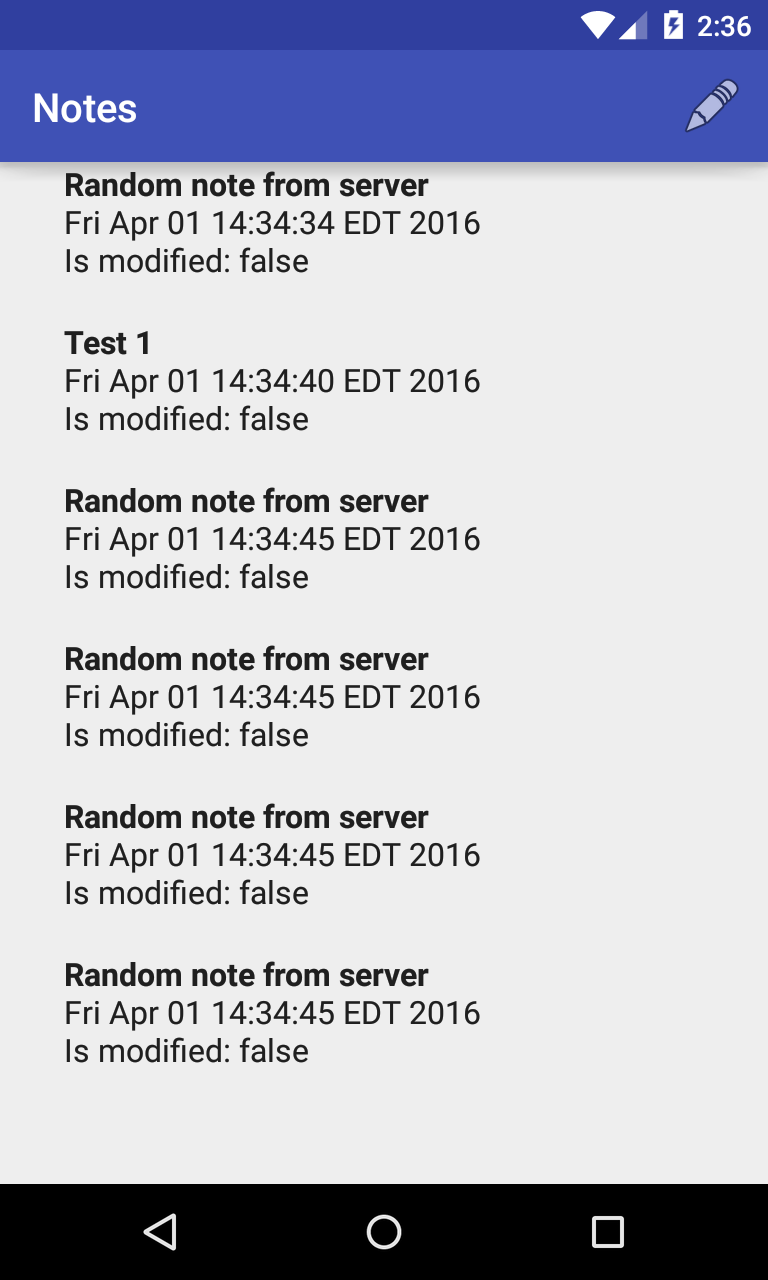 2:36
Notes
Random note from server
Fri Apr 01 14:34:34 EDT 2016
Is modified: false
Test 1
Fri Apr 01 14:34:40 EDT 2016
Is modified: false
Random note from server
Fri Apr 01 14:34:45 EDT 2016
Is modified: false
Random note from server
Fri Apr 01 14:34:45 EDT 2016
Is modified: false
Random note from server
Fri Apr 01 14:34:45 EDT 2016
Is modified: false
Random note from server
Fri Apr 01 14:34:45 EDT 2016
Is modified: false